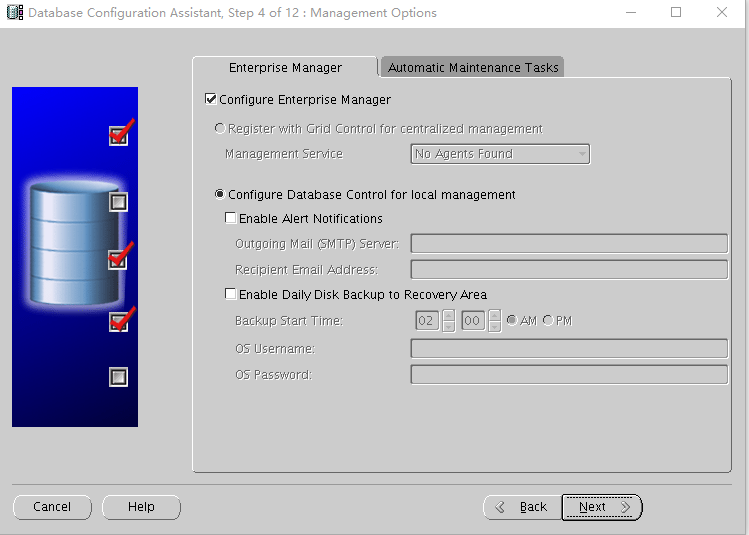 Database Configuration Assistant, Step 4 of 12 : Management Options
Enterprise Manager
Automatic Maintenance Tasks
Configure Enterprise Manager
Register with Grid Control for centralized management
Management Service
No Agents Found
Configure Database Control for local management
Enable Alert Notifications
Outgoing Mail (SMTP) Server:
Recipient Email Address:
Enable Daily Disk Backup to Recovery Area
Backup Start Time: 02 00 AM PM
OS Username:
OS Password:
Cancel Help Back Next